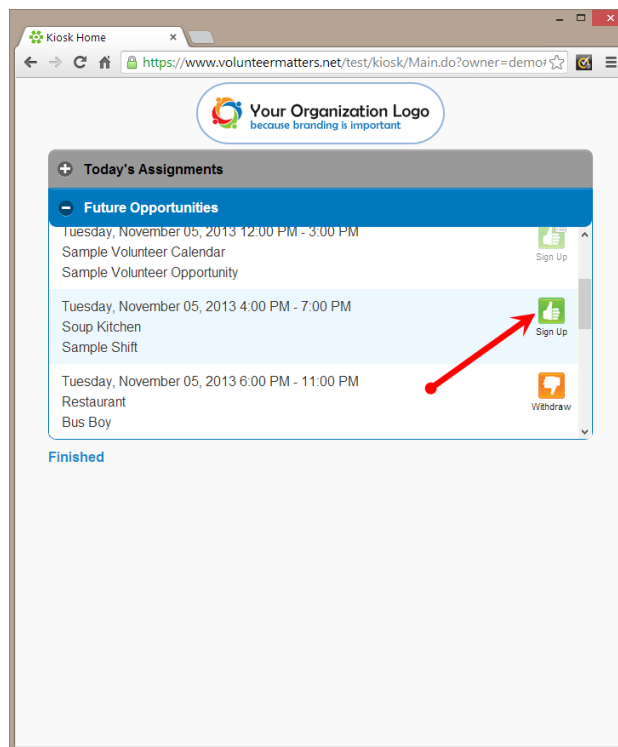 Kiosk Home
https://www.volunteermatters.net/test/kiosk/Main.do?owner=demo
Your Organization Logo
because branding is important
Today's Assignments
Future Opportunities
Tuesday, November 05, 2013 12:00 PM - 3:00 PM
Sample Volunteer Calendar
Sign Up
Sample Volunteer Opportunity
Tuesday, November 05, 2013 4:00 PM - 7:00 PM
Soup Kitchen
Sign Up
Sample Shift
Tuesday, November 05, 2013 6:00 PM - 11:00 PM
Restaurant
Withdraw
Bus Boy
Finished